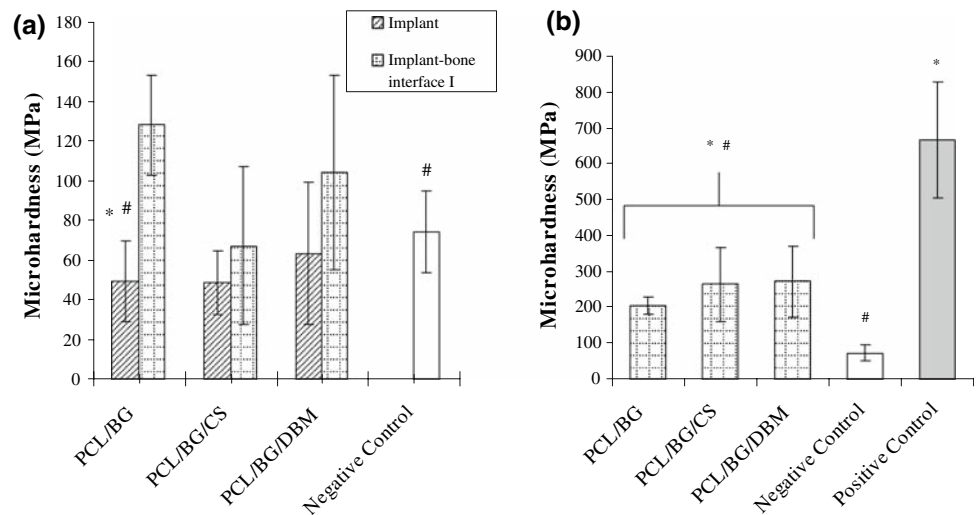 (a)
180
160
140
120
100
80
60
40
20
0
Microhardness (MPa)
Implant
Implant-bone
interface I
* #
#
PCL/BG
PCL/BG/CS
PCL/BG/DBM
Negative Control
(b)
900
800
700
600
500
400
300
200
100
0
Microhardness (MPa)
* #
#
*
PCL/BG
PCL/BG/CS
PCL/BG/DBM
Negative Control
Positive Control